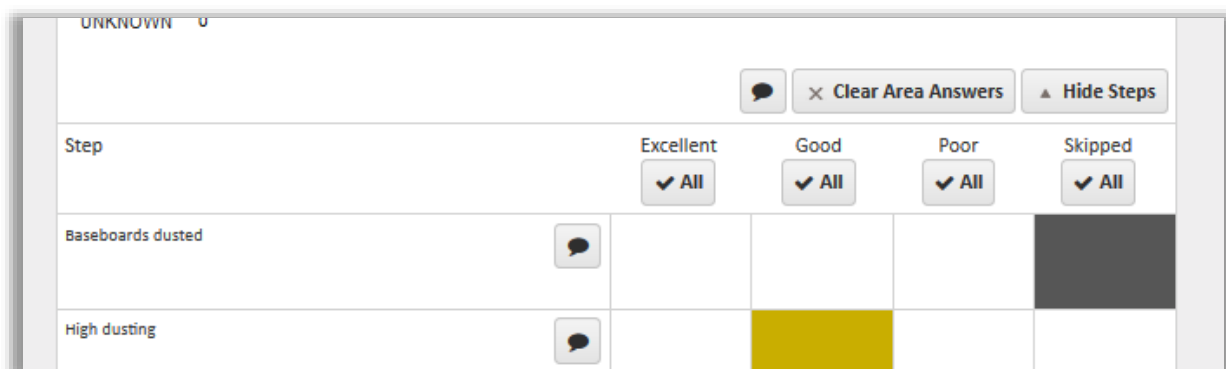 UNKNOWN 0
Clear Area Answers Hide Steps
Step Excellent Good Poor Skipped
All All All All
Baseboards dusted
High dusting